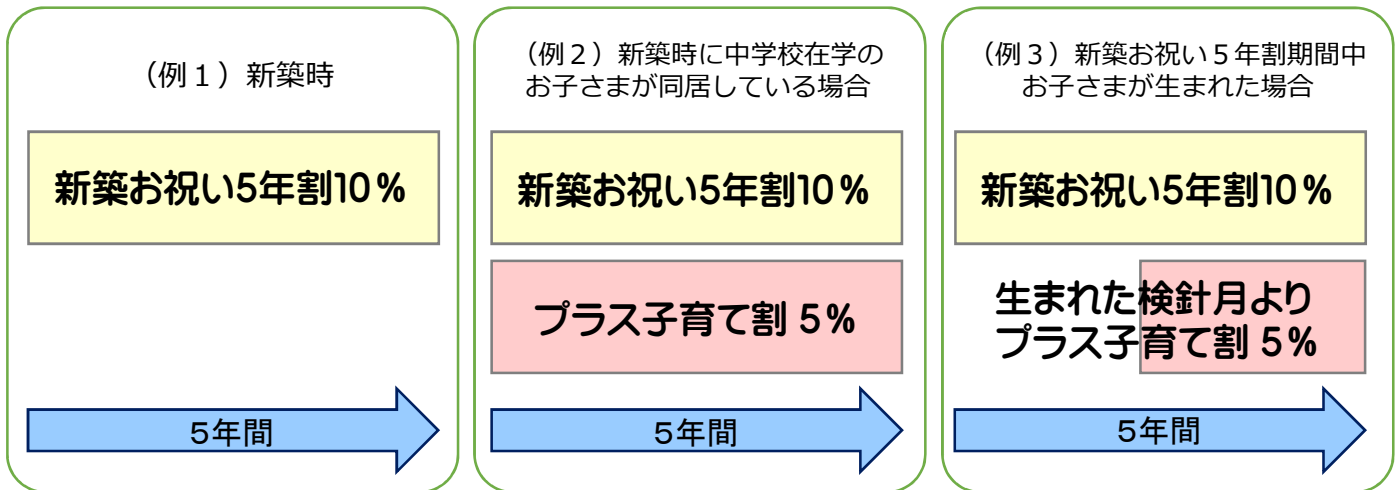 （例１）新築時
新築お祝い5年割10％
5年間
（例２）新築時に中学校在学の
お子さまが同居している場合
新築お祝い5年割10％
プラス子育て割 5％
5年間
（例３）新築お祝い５年割期間中
お子さまが生まれた場合
新築お祝い5年割10％
生まれた検針月より
プラス子育て割 5％
5年間